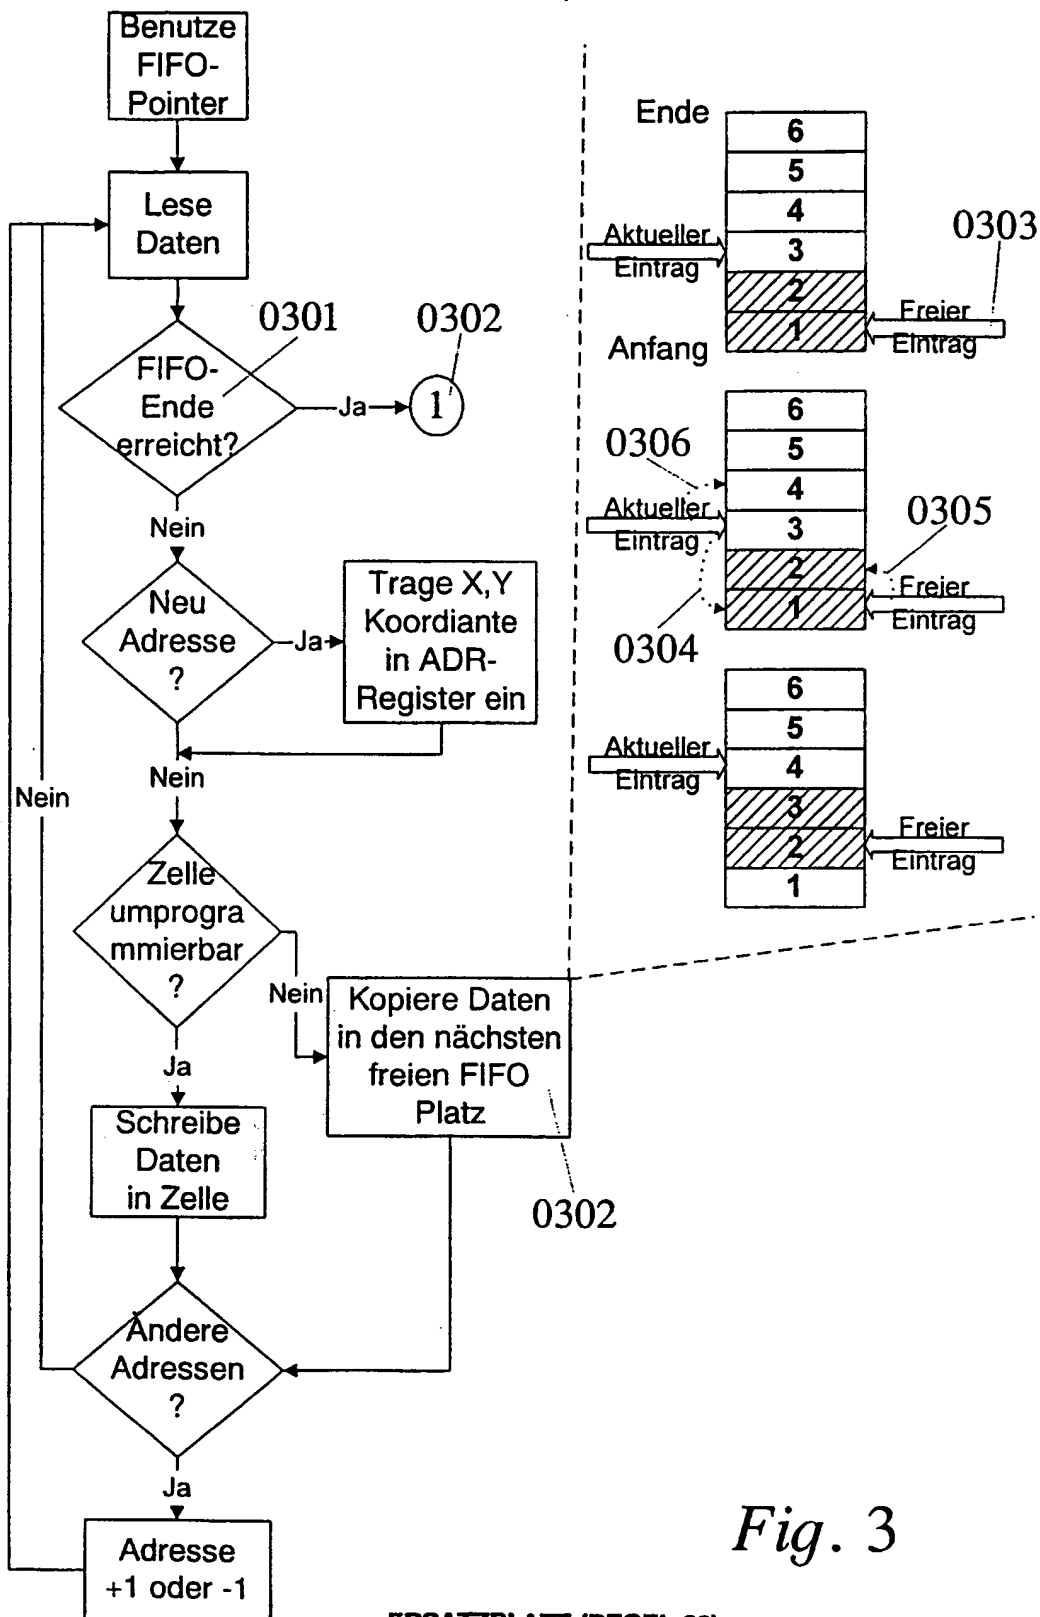 Benutze
FIFO-
Pointer
Lese
Daten
0301
0302
FIFO-
Ende
erreicht?
Ja
1
Nein
Neu
Adresse
?
Ja
Trage X,Y
Koordiante
in ADR-
Register ein
Nein
Nein
Zelle
umprogra
mmierbar
?
Nein
Kopiere Daten
in den nächsten
freien FIFO
Platz
0302
Ja
Schreibe
Daten
in Zelle
Ändere
Adressen
?
Ja
Adresse
+1 oder -1
Ende
6
5
4
3
2
1
Aktueller
Eintrag
0303
Freier
Eintrag
Anfang
6
5
4
3
2
1
0306
Aktueller
Eintrag
0305
Freier
Eintrag
0304
6
5
4
3
2
1
Aktueller
Eintrag
Freier
Eintrag
Fig. 3